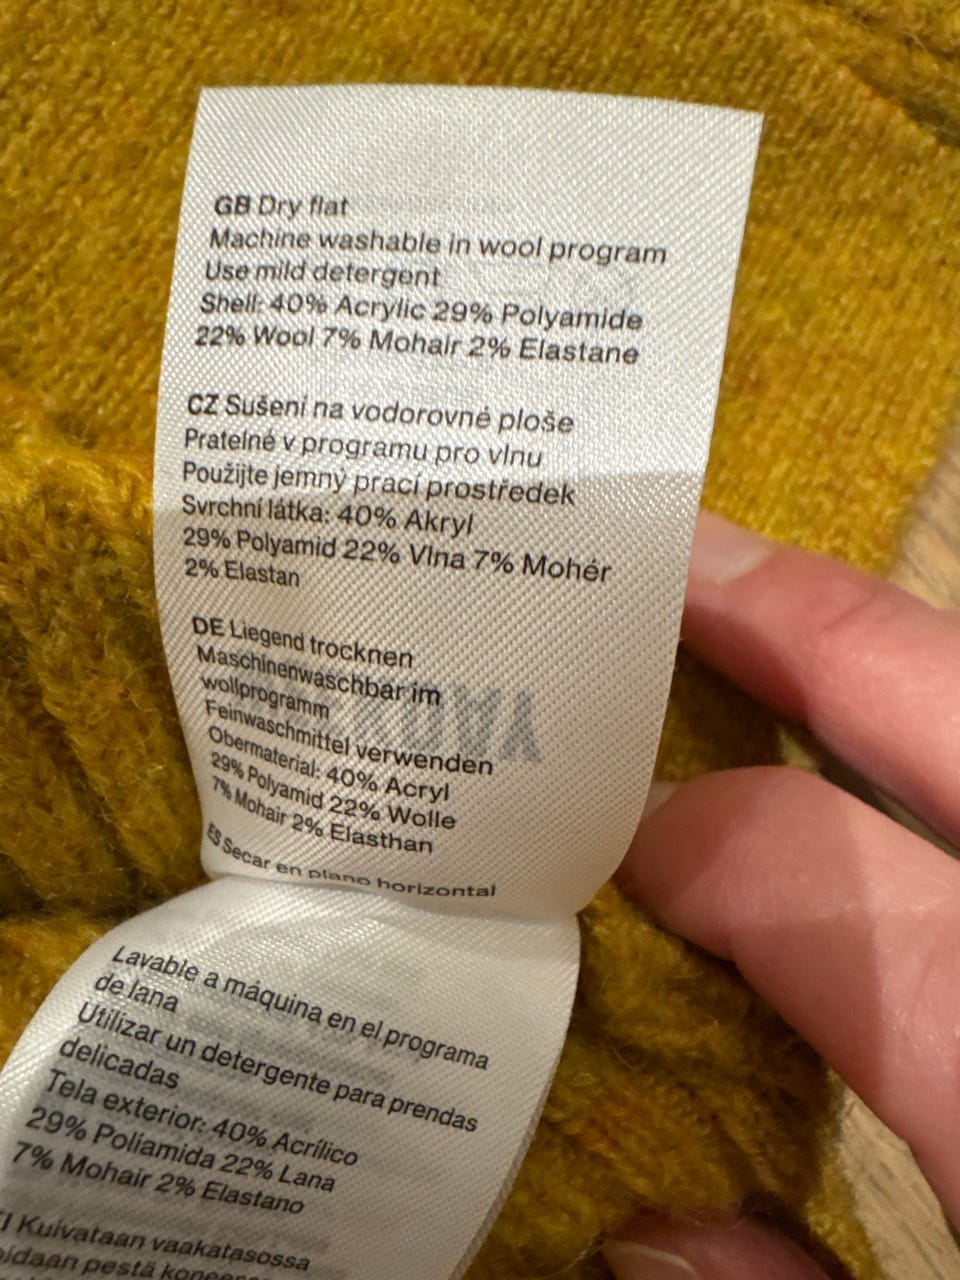 GB Dry flat
Machine washable in wool program
Use mild detergent
Shell: 40% Acrylic 29% Polyamide
22% Wool 7% Mohair 2% Elastane
CZ Sušení na vodorovné ploše
Pratelné v programu pro vlnu
Použijte jemný prací prostředek
Svrchní látka: 40% Akryl
29% Polyamid 22% Vlna 7% Mohér
2% Elastan
DE Liegend trocknen
Maschinenwaschbar im
wollprogramm
Feinwaschmittel verwenden
Obermaterial: 40% Acryl
29% Polyamid 22% Wolle
7% Mohair 2% Elasthan
ES Secar en plano horizontal
Lavable a máquina en el programa
de lana
Utilizar un detergente para prendas
delicadas
Tela exterior: 40% Acrílico
29% Poliamida 22% Lana
7% Mohair 2% Elastano
FI Kuivataan vaakatasossa
pestä